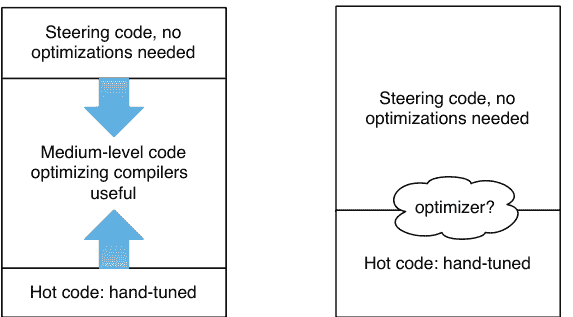 Steering code, no
optimizations needed
Medium-level code
optimizing compilers
useful
Hot code: hand-tuned
Steering code, no
optimizations needed
optimizer?
Hot code: hand-tuned